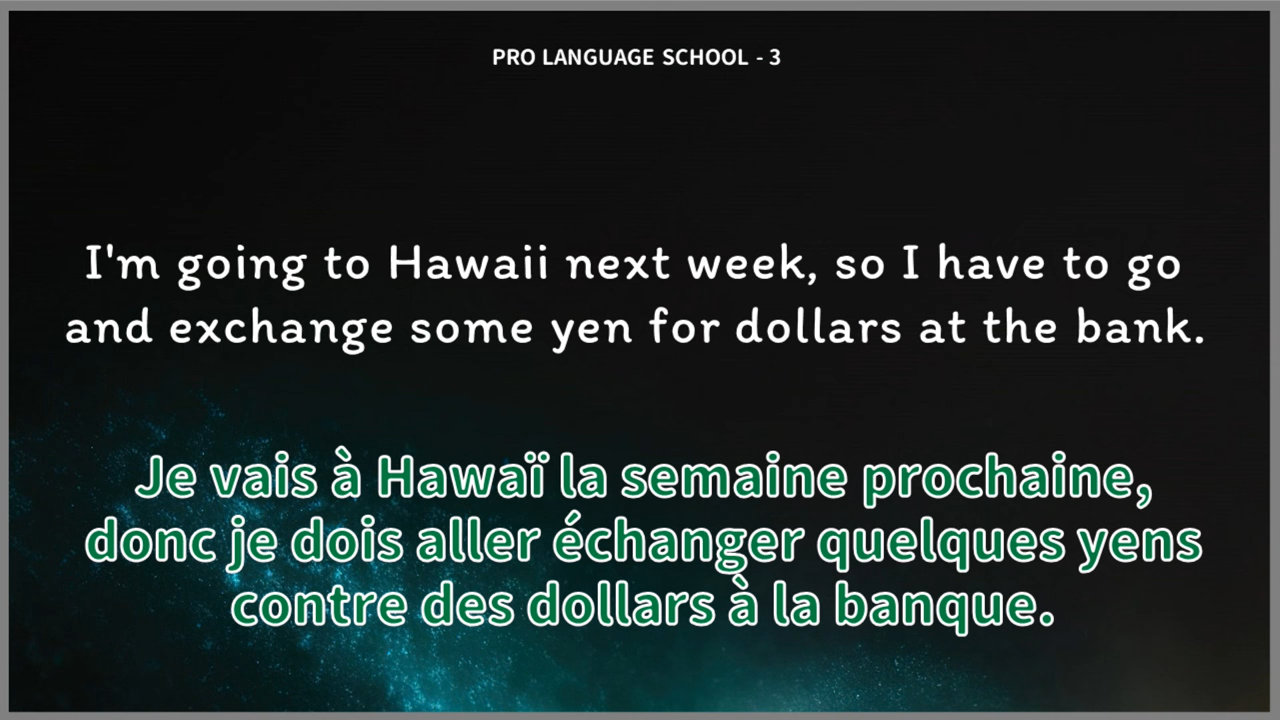 PRO LANGUAGE SCHOOL - 3
I'm going to Hawaii next week, so I have to go
and exchange some yen for dollars at the bank.
Je vais à Hawaï la semaine prochaine,
donc je dois aller échanger quelques yens
contre des dollars à la banque.